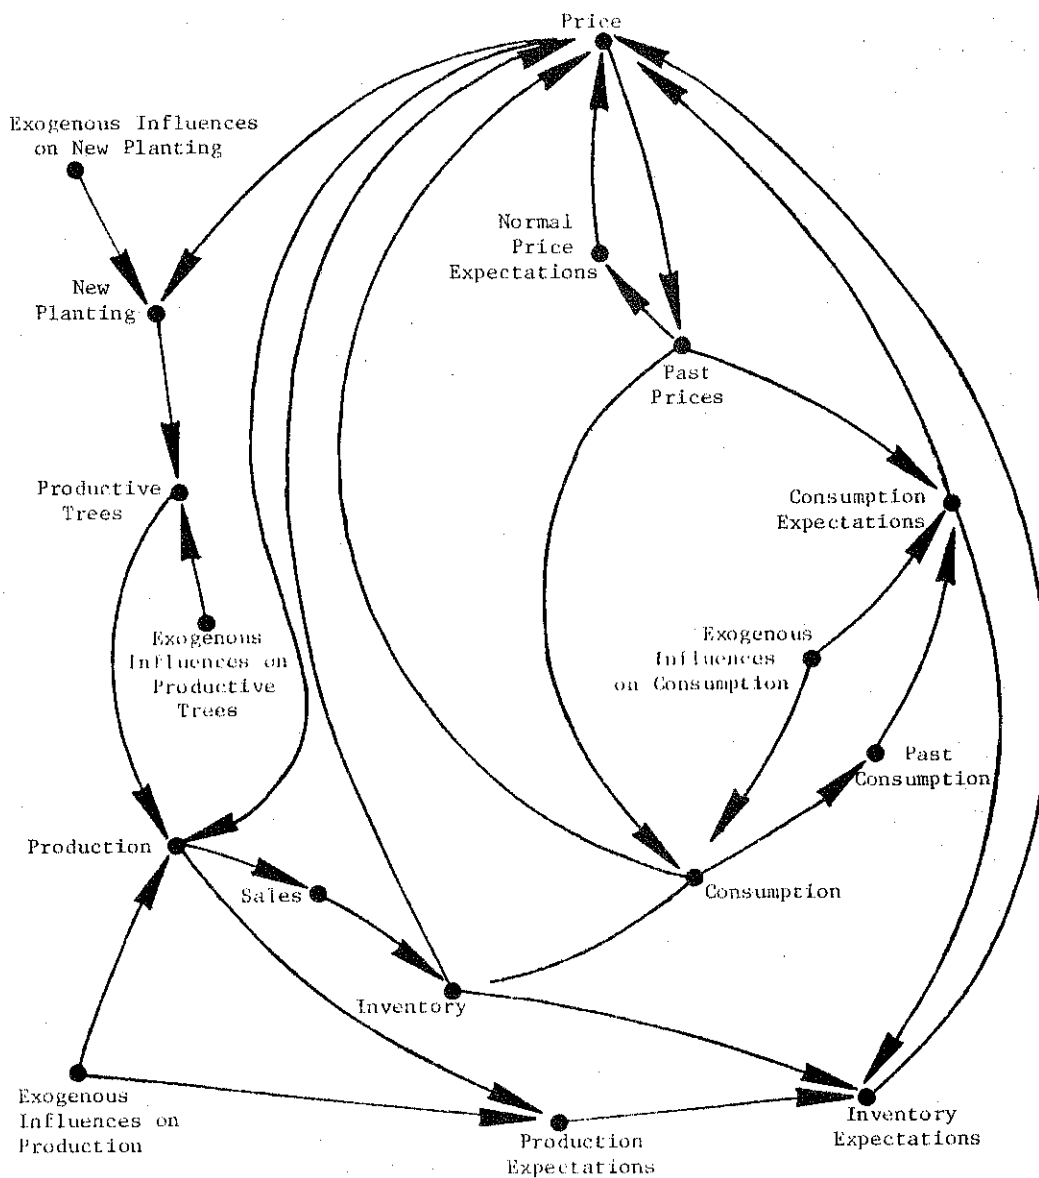 Price
Exogenous Influences
on New Planting
Normal
Price
Expectations
New
Planting
Past
Prices
Productive
Trees
Consumption
Expectations
Exogenous
Influences on
Productive
Trees
Exogenous
Influences
on Consumption
Past
Consumption
Production
Sales
Consumption
Inventory
Exogenous
Influences on
Production
Production
Expectations
Inventory
Expectations